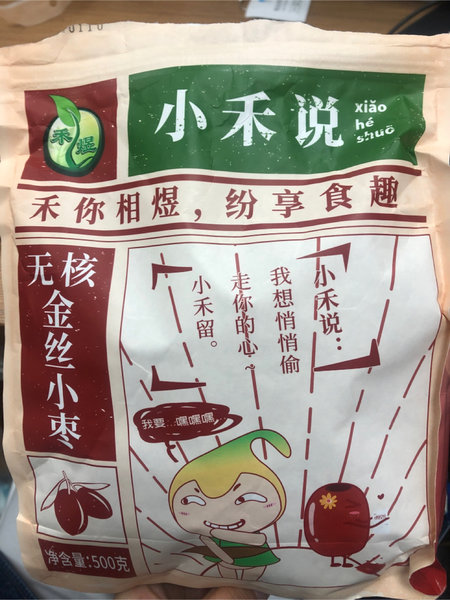 禾煜
小禾说
xiǎo
hé
shuō
禾你相煜，纷享食趣
无核
金丝小枣
小禾说：
我想悄悄偷
走你的心~
小禾留。
我要...嘿嘿嘿
净含量:500克